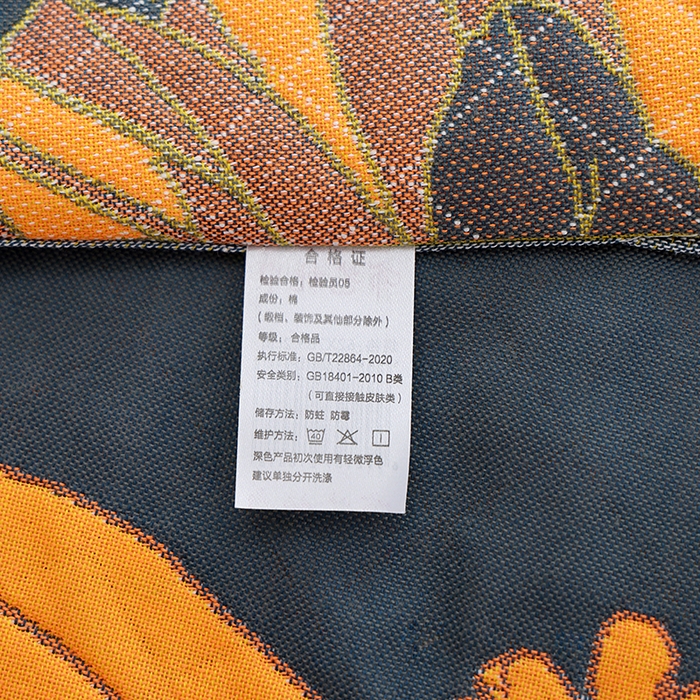 合格证
检验合格：检验员05
成份：棉
（缎档、装饰及其他部分除外）
等级：合格品
执行标准：GB/T22864-2020
安全类别：GB18401-2010 B类
（可直接接触皮肤类）
储存方法：防蛀 防霉
维护方法：40
深色产品初次使用有轻微浮色
建议单独分开洗涤